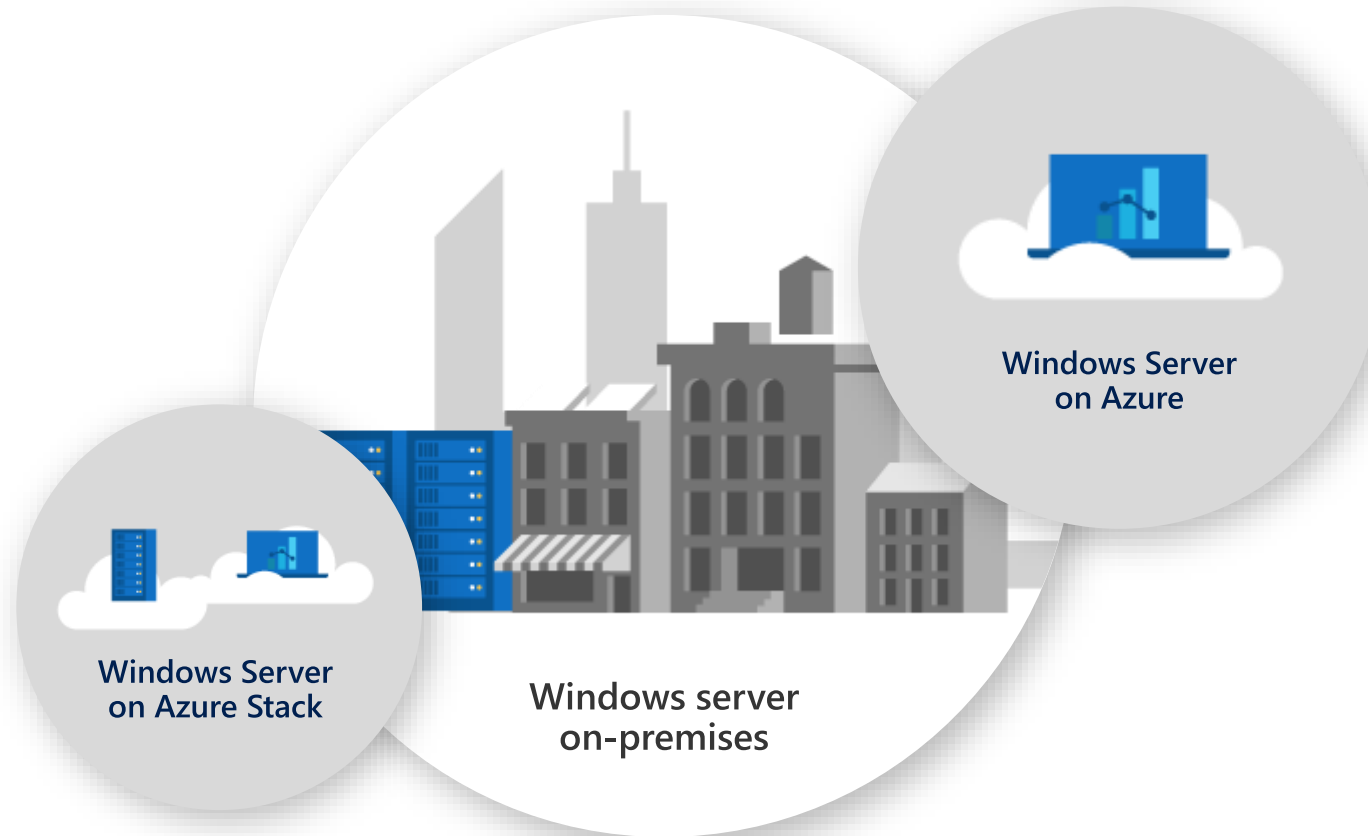 Windows Server
on Azure
Windows Server
on Azure Stack
Windows server
on-premises